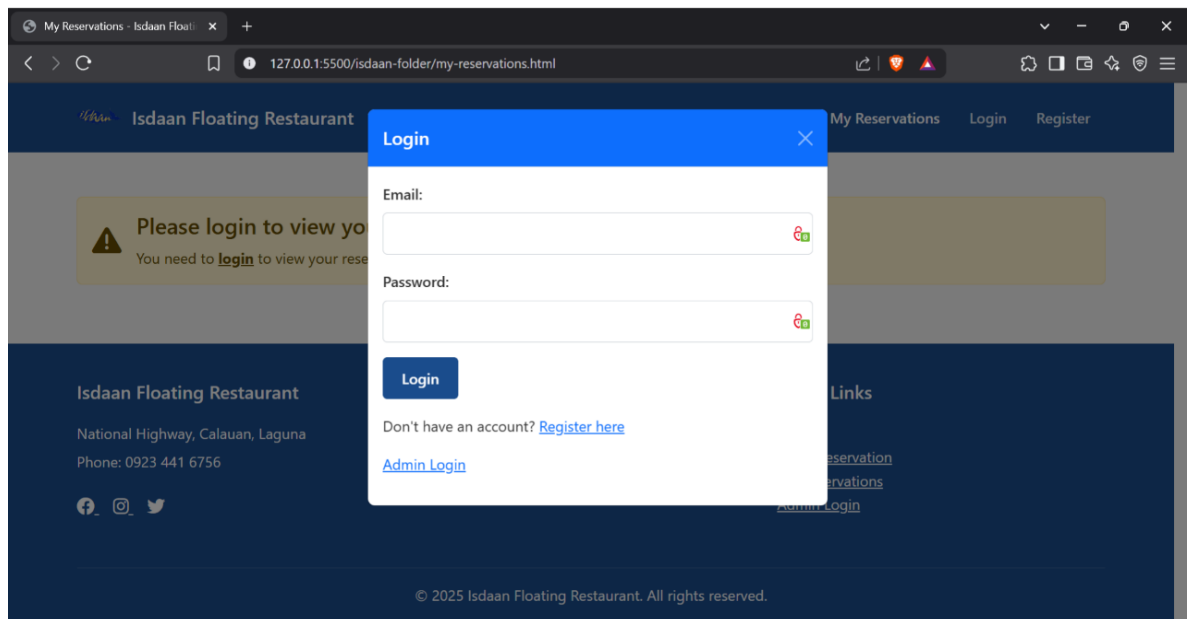 My Reservations - Isdaan Floati
127.0.0.1:5500/isdaan-folder/my-reservations.html
Isdaan Floating Restaurant
My Reservations
Login
Register
Login
Please login to view yo
You need to login to view your rese
Email:
Password:
Login
Don't have an account? Register here
Admin Login
Isdaan Floating Restaurant
National Highway, Calauan, Laguna
Phone: 0923 441 6756
Links
eservation
ervations
Admin Login
© 2025 Isdaan Floating Restaurant. All rights reserved.